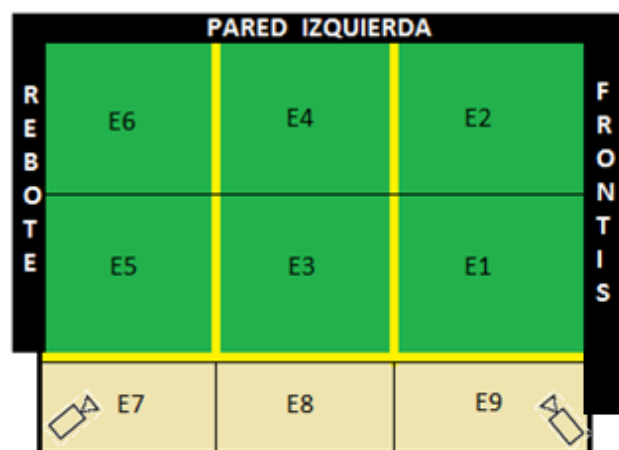 PARED IZQUIERDA
REBOTE
FRONTIS
E6 E4 E2
E5 E3 E1
E7 E8 E9